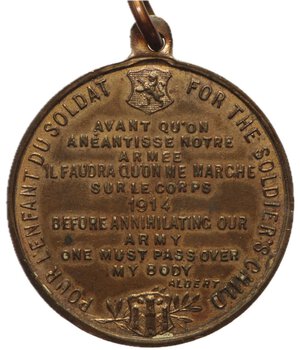 POUR L'ENFANT DU SOLDAT
FOR THE SOLDIER'S CHILD
AVANT QU'ON
ANÉANTISSE NOTRE
ARMÉE
IL FAUDRA QU'ON ME MARCHE
SUR LE CORPS
1914
BEFORE ANNIHILATING OUR
ARMY
ONE MUST PASS OVER
MY BODY
ALBERT